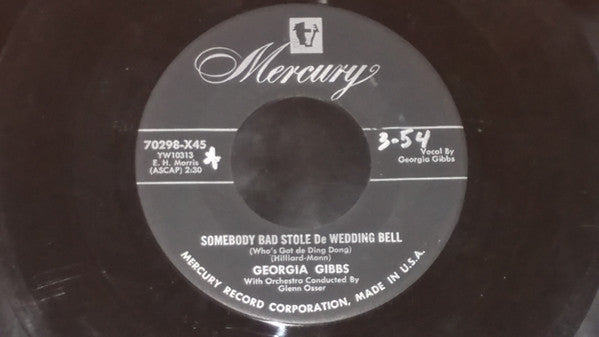 Mercury
70298-X45
YW10313
E. H. Morris
(ASCAP) 2:30
3-54
Vocal By
Georgia Gibbs
SOMEBODY BAD STOLE De WEDDING BELL
(Who's Got de Ding Dong)
(Hilliard-Mann)
GEORGIA GIBBS
With Orchestra Conducted By
Glenn Osser
MERCURY RECORD CORPORATION, MADE IN U.S.A.